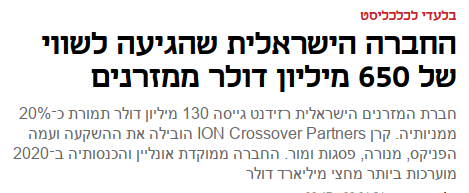 בלעדי לכלכליסט
החברה הישראלית שהגיעה לשווי
של 650 מיליון דולר ממזרנים
חברת המזרנים הישראלית רזידנט גייסה 130 מיליון דולר תמורת כ־20%
ממניותיה. קרן ION Crossover Partners הובילה את ההשקעה ועמה
הפניקס, מנורה, פסגות ומור. החברה ממוקדת אונליין והכנסותיה ב־2020
מוערכות ביותר מחצי מיליארד דולר